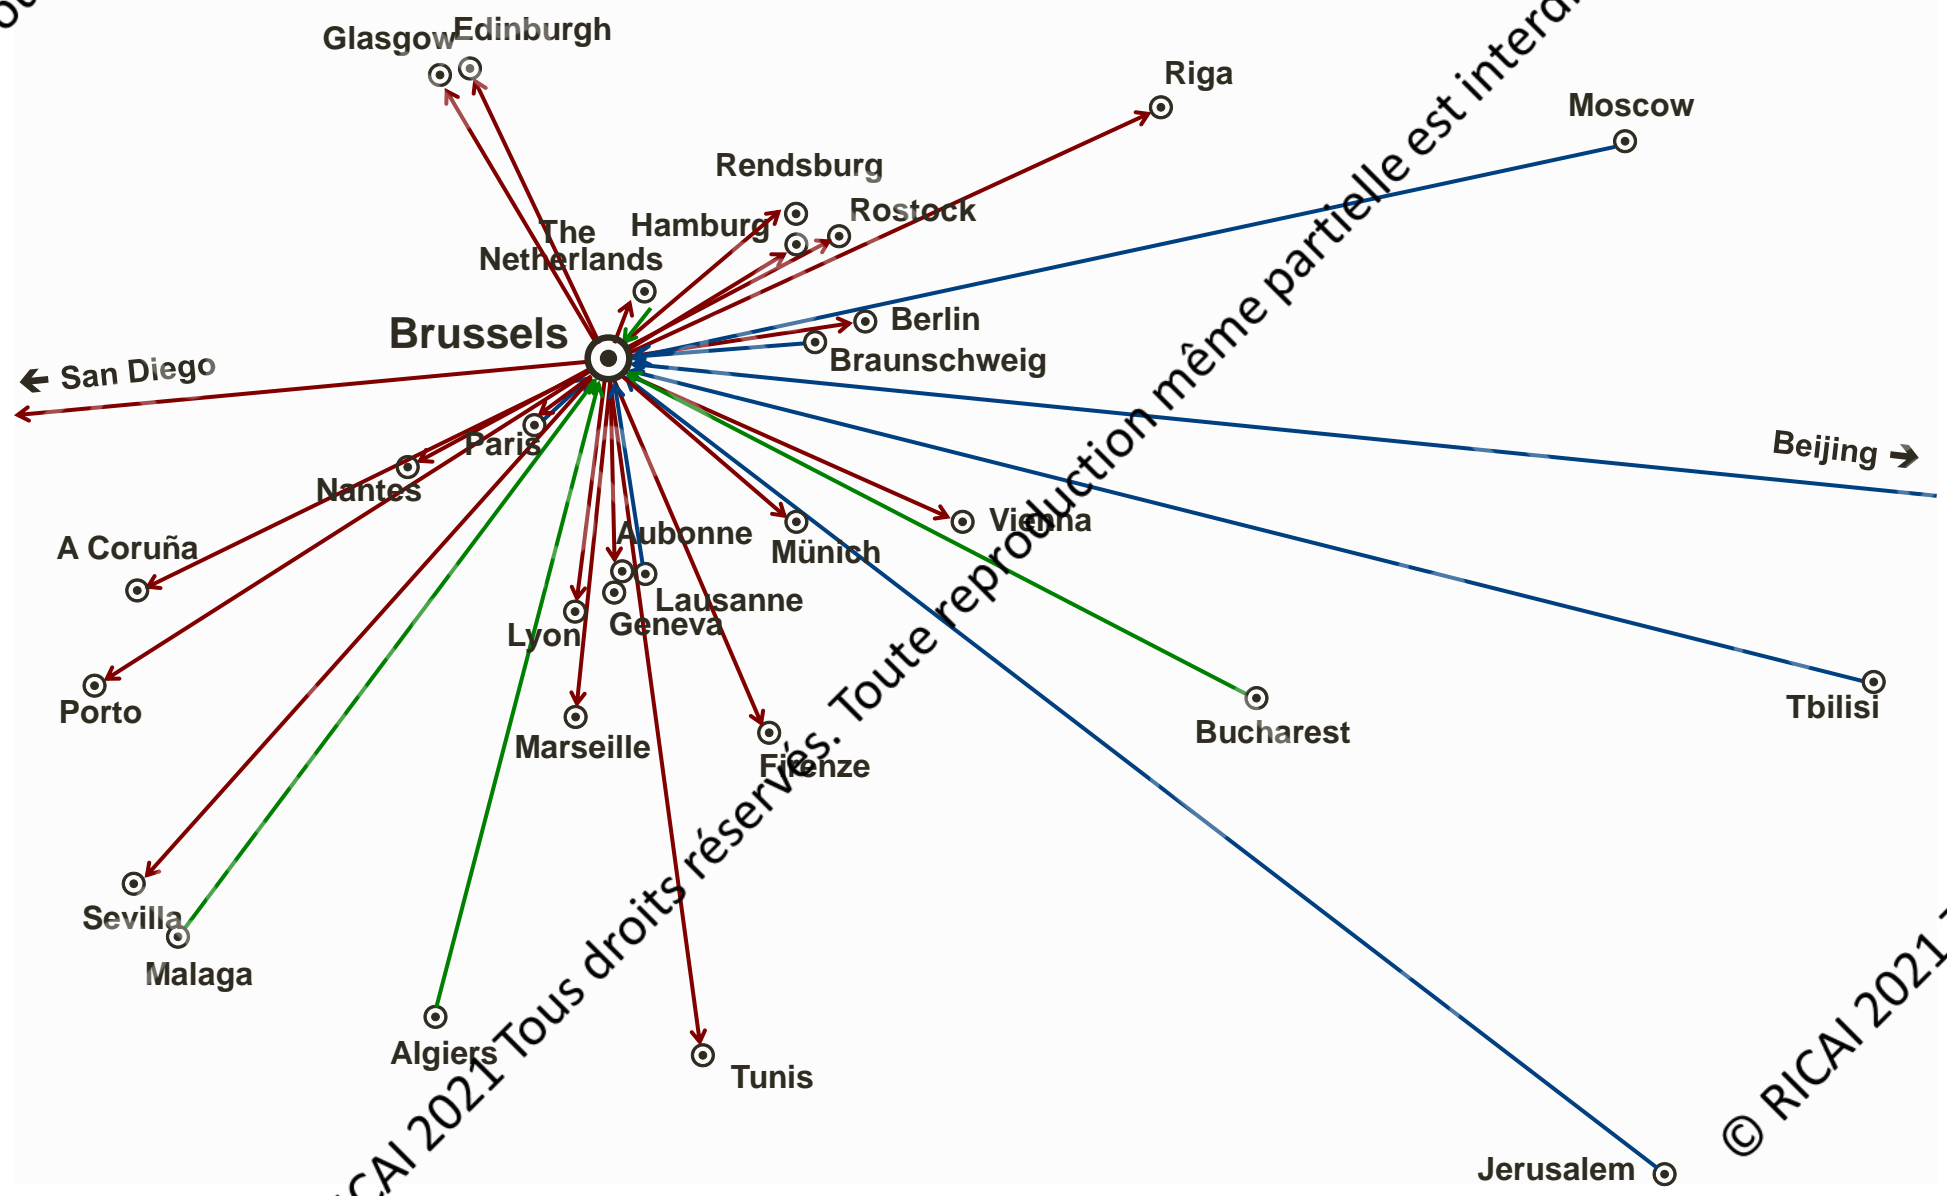 Glasgow
Edinburgh
Riga
Moscow
Rendsburg
Rostock
Hamburg
The
Netherlands
Brussels
Berlin
Braunschweig
🡰 San Diego
Beijing 🡲
Paris
Nantes
A Coruña
Aubonne
Münich
Vienna
Lausanne
Geneva
Lyon
Porto
Marseille
Firenze
Bucharest
Tbilisi
Sevilla
Malaga
Algiers
Tunis
Jerusalem
2021 Tous droits réservés. Toute reproduction même partielle est
© RICAI 2021